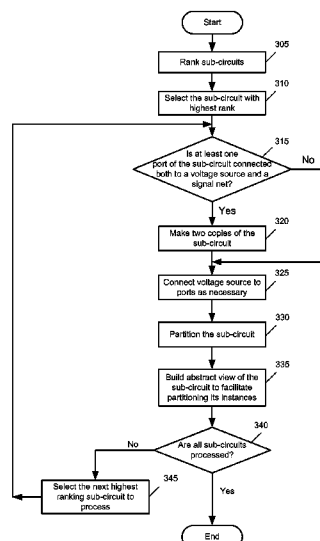 Start
305
Rank sub-circuits
310
Select the sub-circuit with
highest rank
315
Is at least one
port of the sub-circuit connected
both to a voltage source and a
signal net?
No
Yes
320
Make two copies of the
sub-circuit
325
Connect voltage source to
ports as necessary
330
Partition the sub-circuit
335
Build abstract view of the
sub-circuit to facilitate
partitioning its instances
340
No
Are all sub-circuits
processed?
345
Select the next highest
ranking sub-circuit to
process
Yes
End